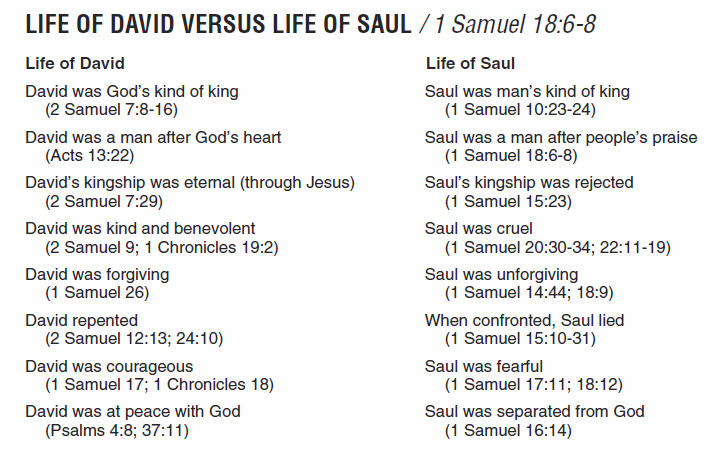 LIFE OF DAVID VERSUS LIFE OF SAUL / 1 Samuel 18:6-8
Life of David
David was God's kind of king
(2 Samuel 7:8-16)
David was a man after God's heart
(Acts 13:22)
David's kingship was eternal (through Jesus)
(2 Samuel 7:29)
David was kind and benevolent
(2 Samuel 9; 1 Chronicles 19:2)
David was forgiving
(1 Samuel 26)
David repented
(2 Samuel 12:13; 24:10)
David was courageous
(1 Samuel 17; 1 Chronicles 18)
David was at peace with God
(Psalms 4:8; 37:11)
Life of Saul
Saul was man's kind of king
(1 Samuel 10:23-24)
Saul was a man after people's praise
(1 Samuel 18:6-8)
Saul's kingship was rejected
(1 Samuel 15:23)
Saul was cruel
(1 Samuel 20:30-34; 22:11-19)
Saul was unforgiving
(1 Samuel 14:44; 18:9)
When confronted, Saul lied
(1 Samuel 15:10-31)
Saul was fearful
(1 Samuel 17:11; 18:12)
Saul was separated from God
(1 Samuel 16:14)